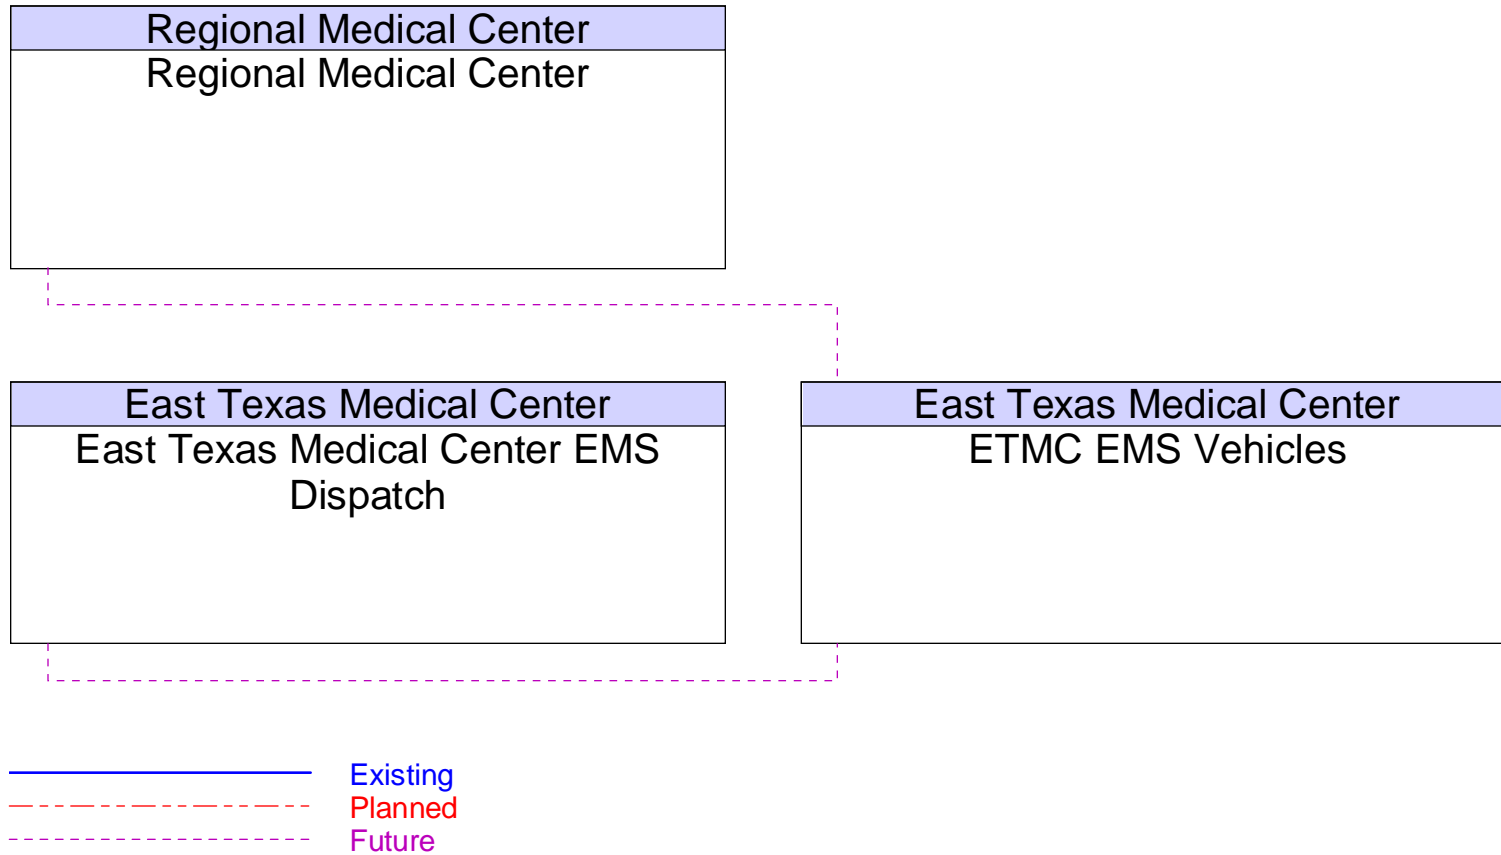 Regional Medical Center
Regional Medical Center
East Texas Medical Center
East Texas Medical Center EMS
Dispatch
East Texas Medical Center
ETMC EMS Vehicles
Existing
Planned
Future